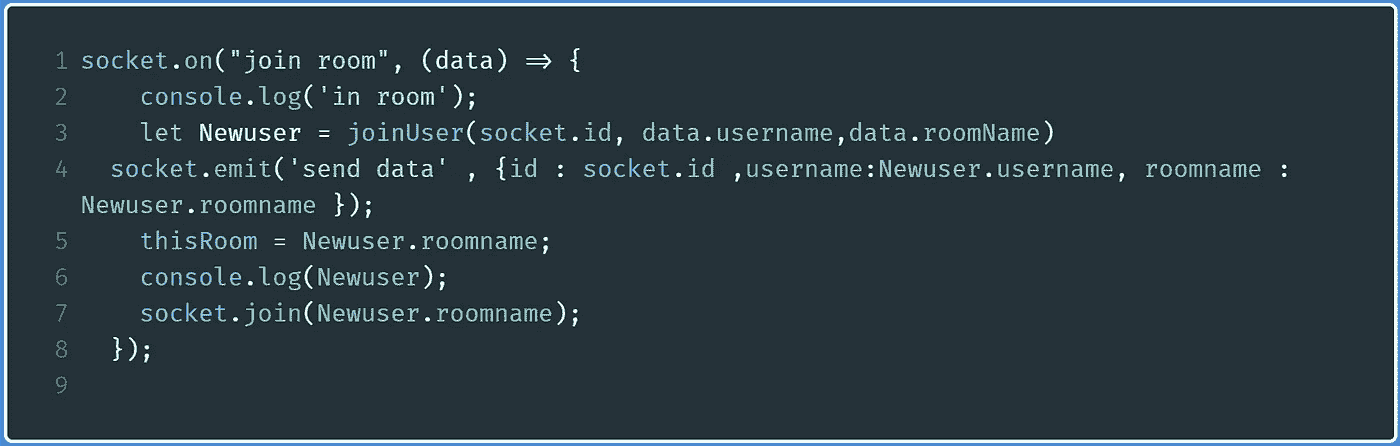 1 socket.on("join room", (data) => {
2     console.log('in room');
3     let Newuser = joinUser(socket.id, data.username,data.roomName)
4   socket.emit('send data' , {id : socket.id ,username:Newuser.username, roomname :
Newuser.roomname });
5     thisRoom = Newuser.roomname;
6     console.log(Newuser);
7     socket.join(Newuser.roomname);
8   });
9